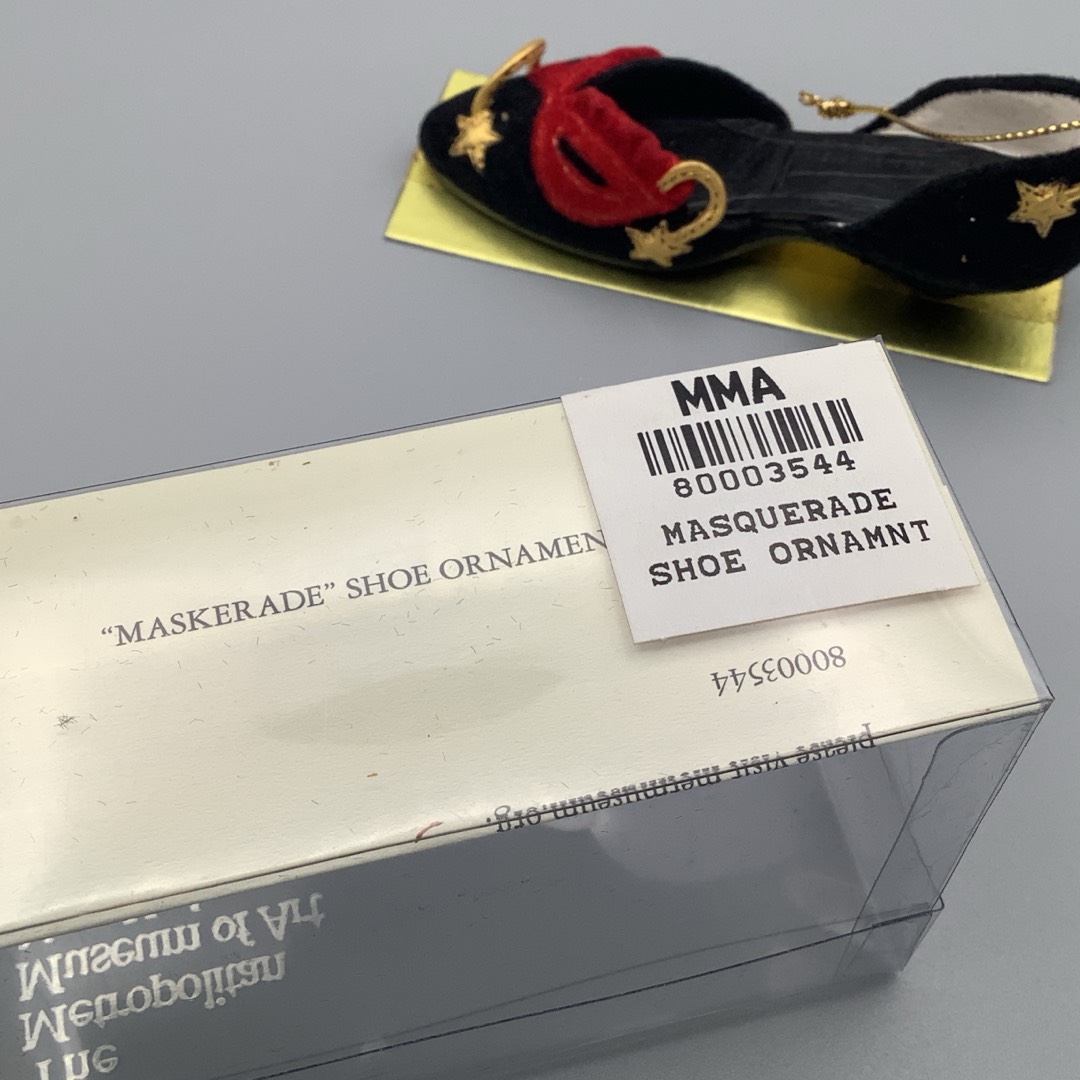 MMA
80003544
MASQUERADE
SHOE ORNAMNT
“MASKERADE” SHOE ORNAMEN
80003544
please visit metmuseum.org.
The
Metropolitan
Museum of Art